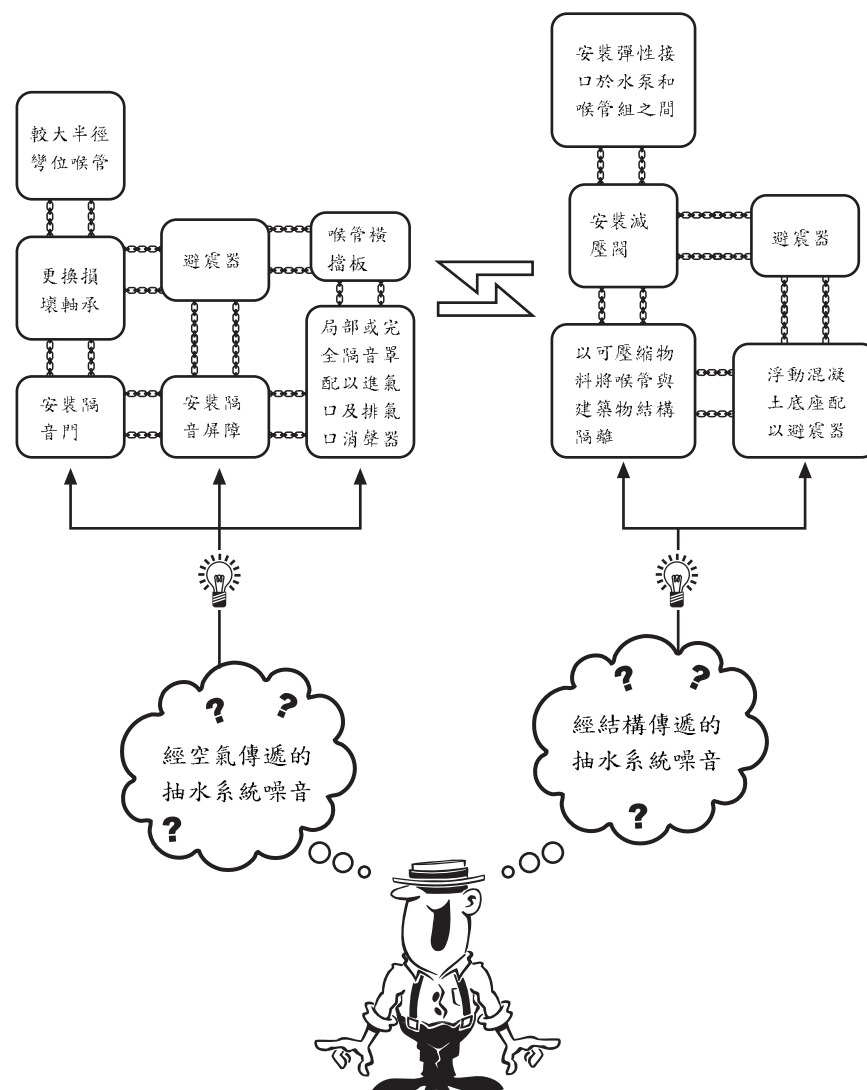 較大半徑
彎位喉管
更換損
壞軸承
安裝隔
音門
避震器
安裝隔
音屏障
喉管橫
擋板
局部或完
全隔音罩
配以進氣
口及排氣
口消聲器
安裝彈性接
口於水泵和
喉管組之間
安裝減
壓閥
避震器
以可壓縮物
料將喉管與
建築物結構
隔離
浮動混凝
土底座配
以避震器
?
?
經空氣傳遞的
抽水系統噪音
?
?
?
經結構傳遞的
抽水系統噪音
?